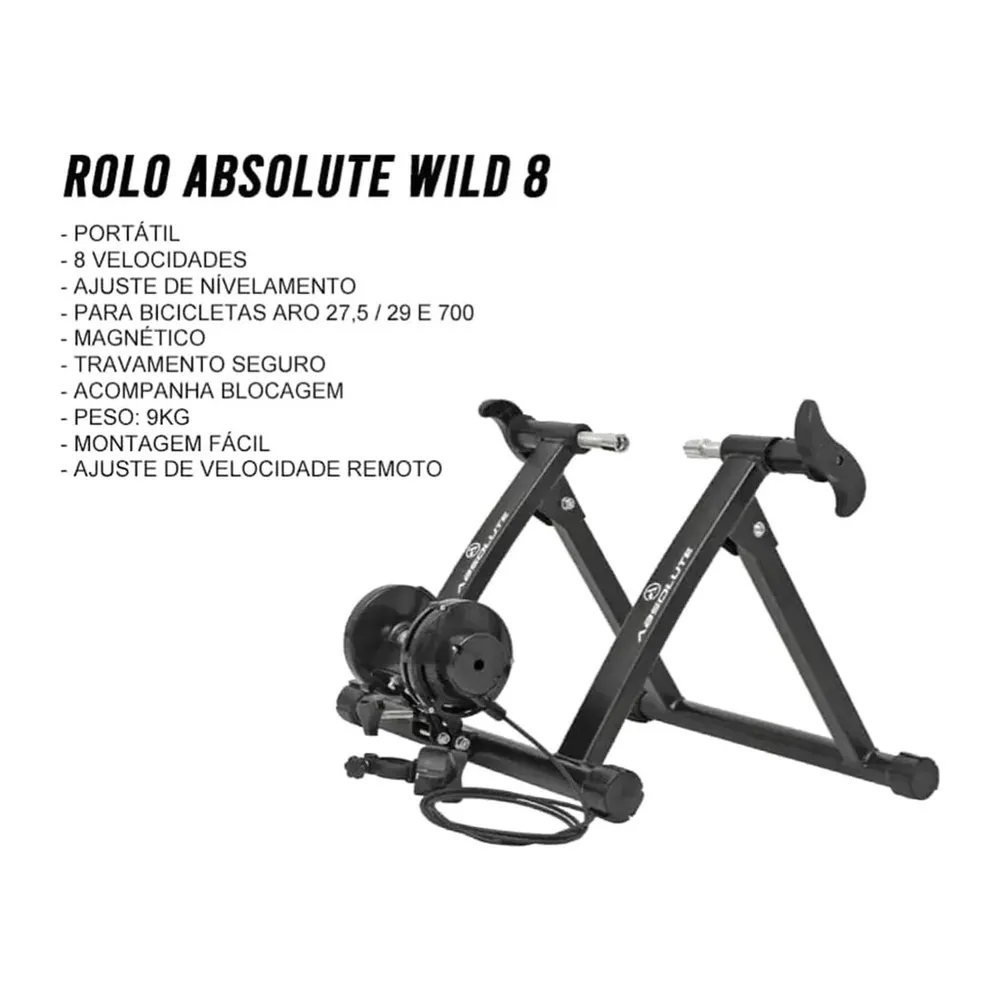 ROLO ABSOLUTE WILD 8
- PORTÁTIL
- 8 VELOCIDADES
- AJUSTE DE NÍVELAMENTO
- PARA BICICLETAS ARO 27,5 / 29 E 700
- MAGNÉTICO
- TRAVAMENTO SEGURO
- ACOMPANHA BLOCAGEM
- PESO: 9KG
- MONTAGEM FÁCIL
- AJUSTE DE VELOCIDADE REMOTO
ABSOLUTE
ABSOLUTE